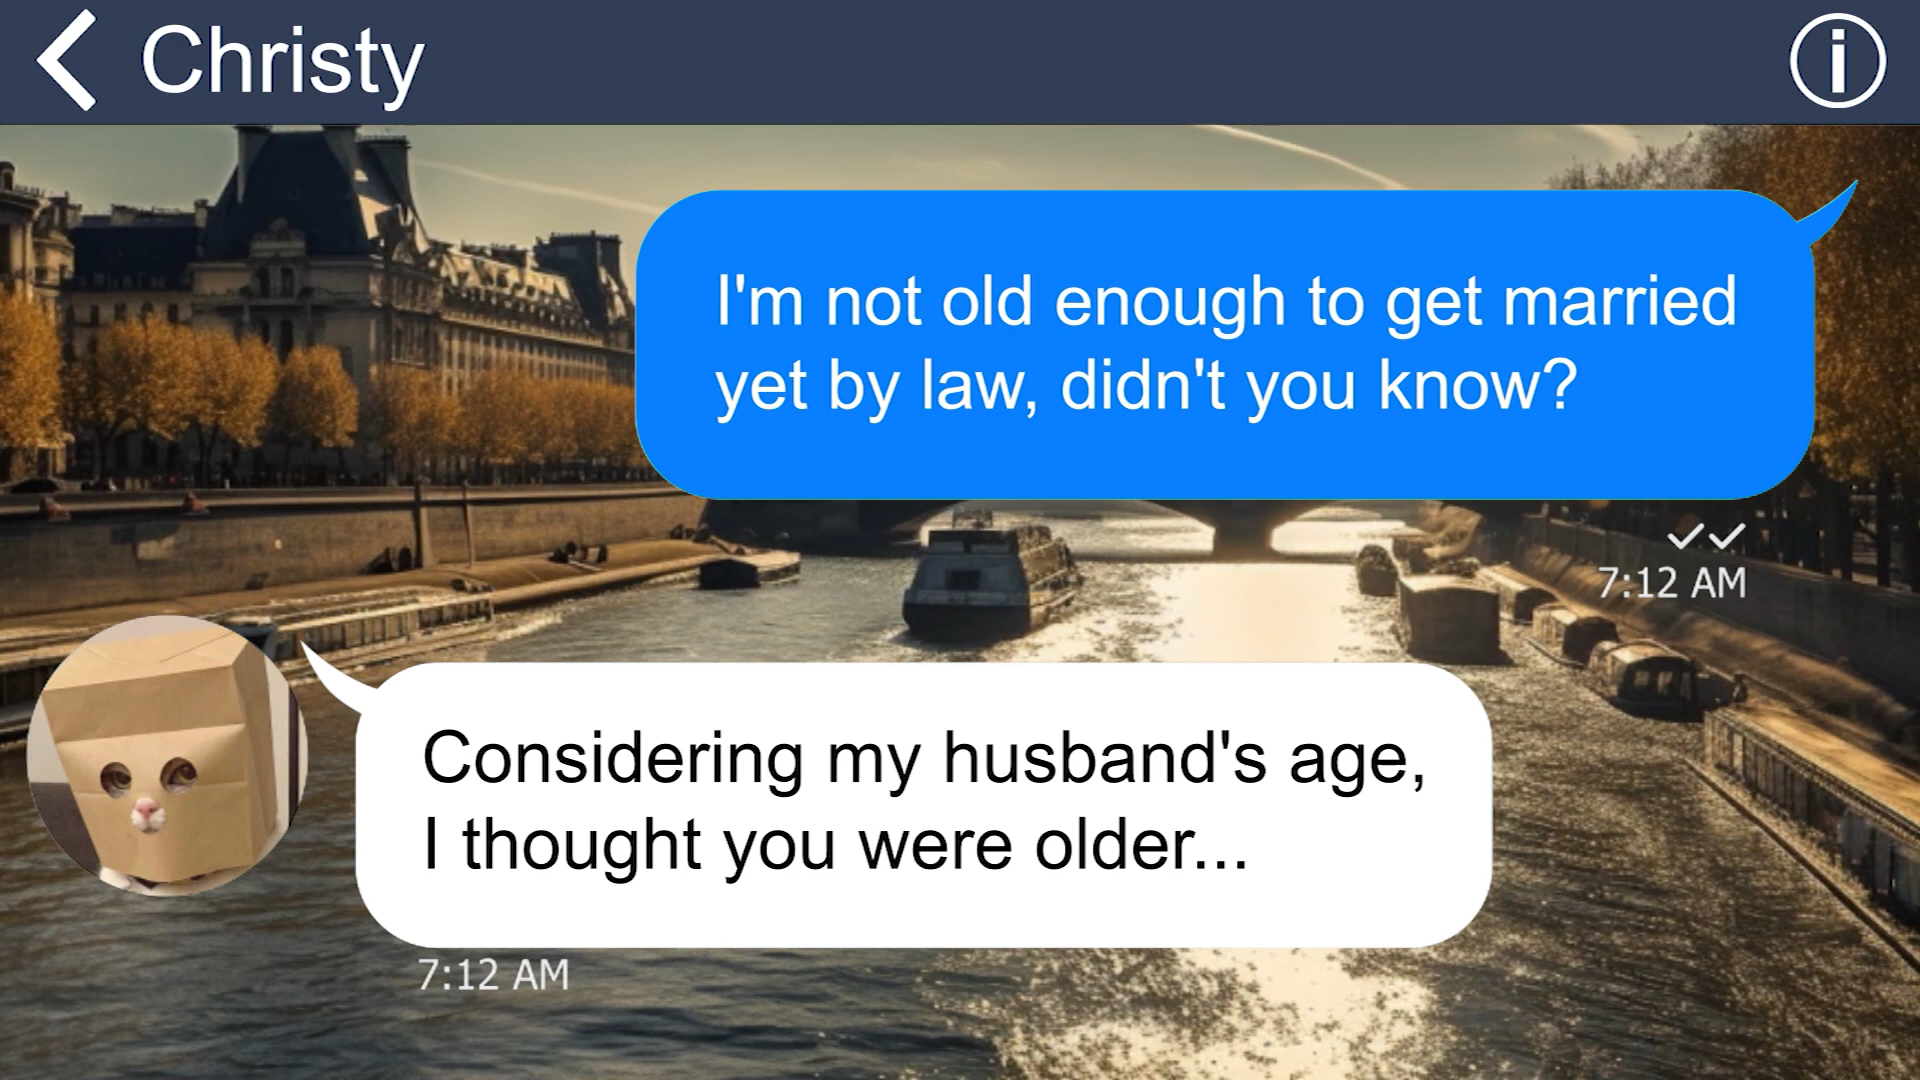 Christy
I'm not old enough to get married
yet by law, didn't you know?
7:12 AM
Considering my husband's age,
I thought you were older...
7:12 AM